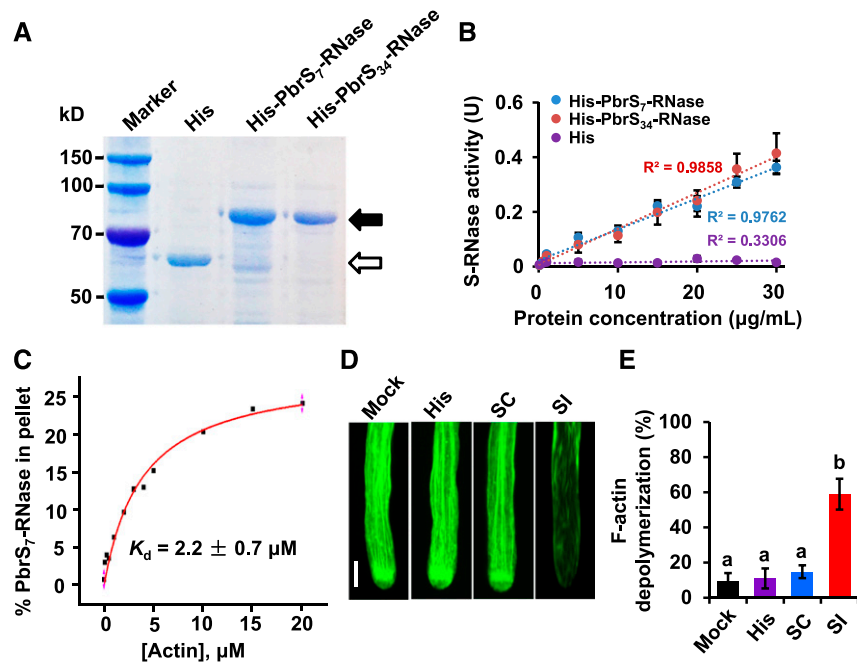 A
kD
Marker
His
His-PbrS7-RNase
His-PbrS34-RNase
150
100
70
50
B
S-RNase activity (U)
0.6
0.4
0.2
0
His-PbrS7-RNase
His-PbrS34-RNase
His
R² = 0.9858
R² = 0.9762
R² = 0.3306
0 10 20 30
Protein concentration (µg/mL)
C
% PbrS7-RNase in pellet
25
20
15
10
5
0
Kd = 2.2 ± 0.7 µM
0 5 10 15 20
[Actin], µM
D
Mock His SC SI
E
F-actin
depolymerization (%)
100
80
60
40
20
0
a a a b
Mock His SC SI